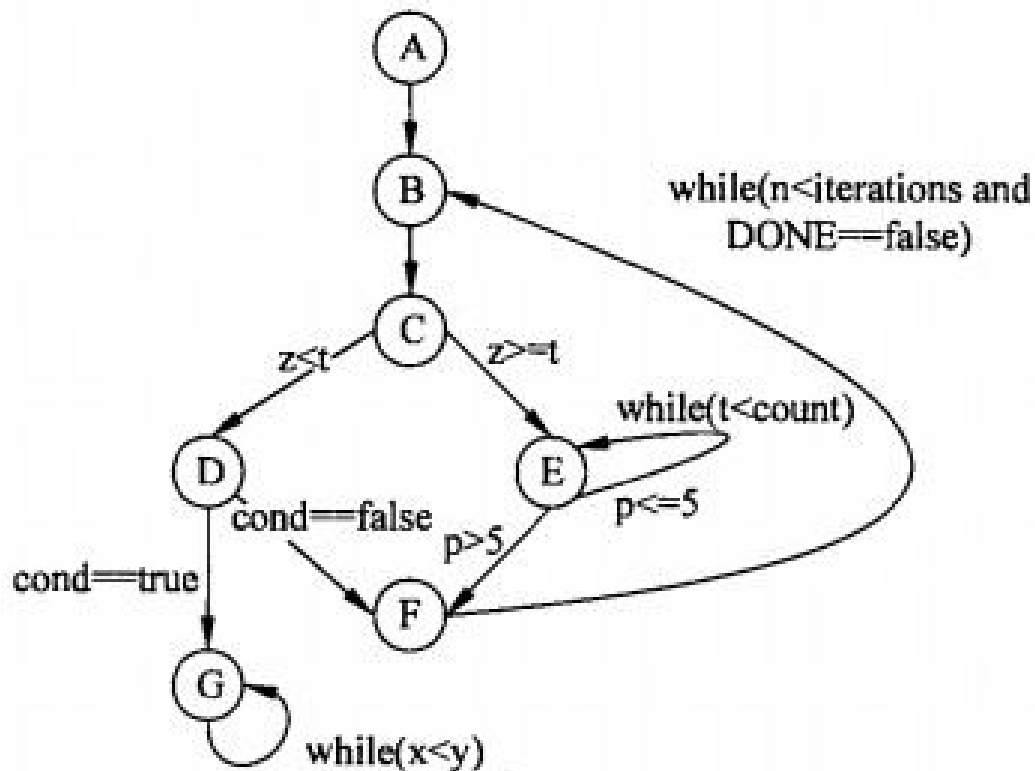 A
B
while(n<iterations and
DONE==false)
C
z<t
z>=t
while(t<count)
D
E
p<=5
cond==false
p>5
cond==true
F
G
while(x<y)